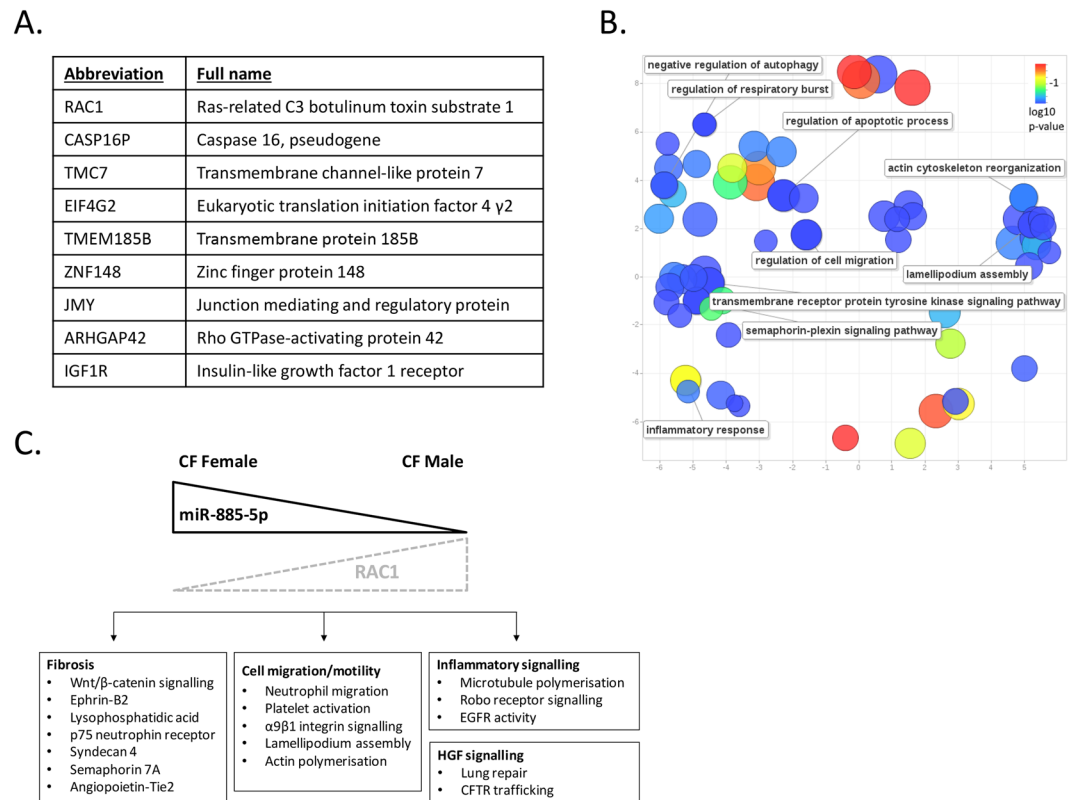 A.
Abbreviation Full name
RAC1 Ras-related C3 botulinum toxin substrate 1
CASP16P Caspase 16, pseudogene
TMC7 Transmembrane channel-like protein 7
EIF4G2 Eukaryotic translation initiation factor 4 γ2
TMEM185B Transmembrane protein 185B
ZNF148 Zinc finger protein 148
JMY Junction mediating and regulatory protein
ARHGAP42 Rho GTPase-activating protein 42
IGF1R Insulin-like growth factor 1 receptor
B.
negative regulation of autophagy
regulation of respiratory burst
regulation of apoptotic process
actin cytoskeleton reorganization
regulation of cell migration
lamellipodium assembly
transmembrane receptor protein tyrosine kinase signaling pathway
semaphorin-plexin signaling pathway
inflammatory response
-1
log10
p-value
8
6
4
2
0
-2
-4
-6
-6 -5 -4 -3 -2 -1 0 1 2 3 4 5
C.
CF Female CF Male
miR-885-5p
RAC1
Fibrosis
• Wnt/β-catenin signalling
• Ephrin-B2
• Lysophosphatidic acid
• p75 neutrophin receptor
• Syndecan 4
• Semaphorin 7A
• Angiopoietin-Tie2
Cell migration/motility
• Neutrophil migration
• Platelet activation
• α9β1 integrin signalling
• Lamellipodium assembly
• Actin polymerisation
Inflammatory signalling
• Microtubule polymerisation
• Robo receptor signalling
• EGFR activity
HGF signalling
• Lung repair
• CFTR trafficking